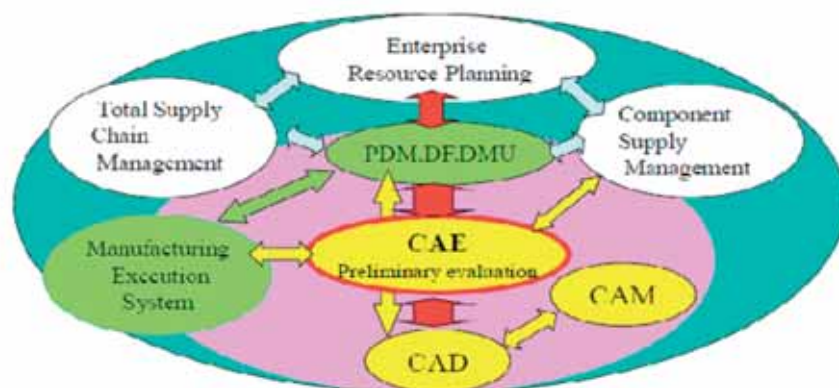 Enterprise
Resource Planning
Total Supply
Chain
Management
Component
Supply
Management
PDM.DF.DMU
Manufacturing
Execution
System
CAE
Preliminary evaluation
CAM
CAD